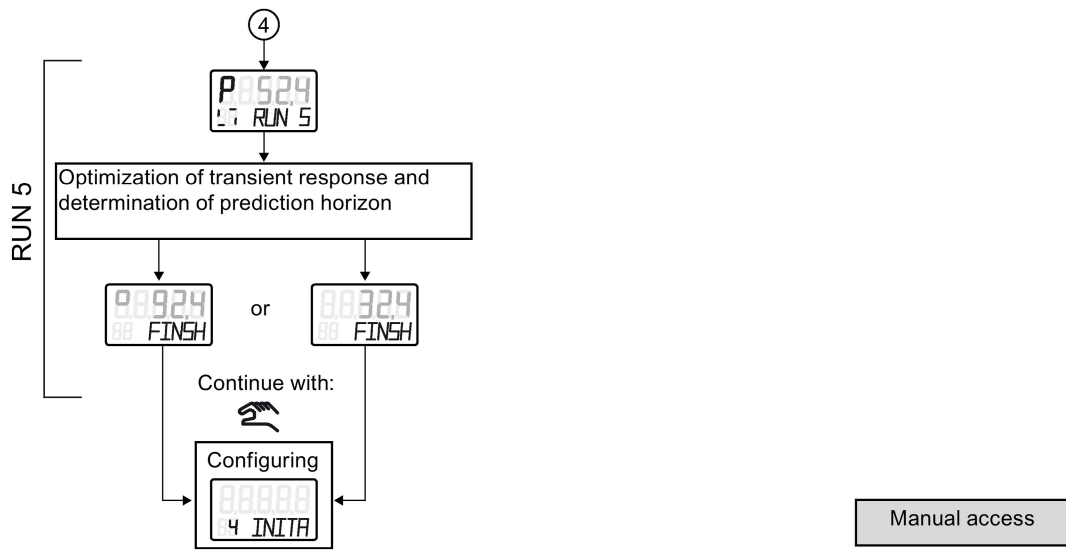 4
P 52.4
RUN 5
RUN 5
Optimization of transient response and
determination of prediction horizon
92.4
FINSH
or
32.4
FINSH
Continue with:
Configuring
4 INITA
Manual access